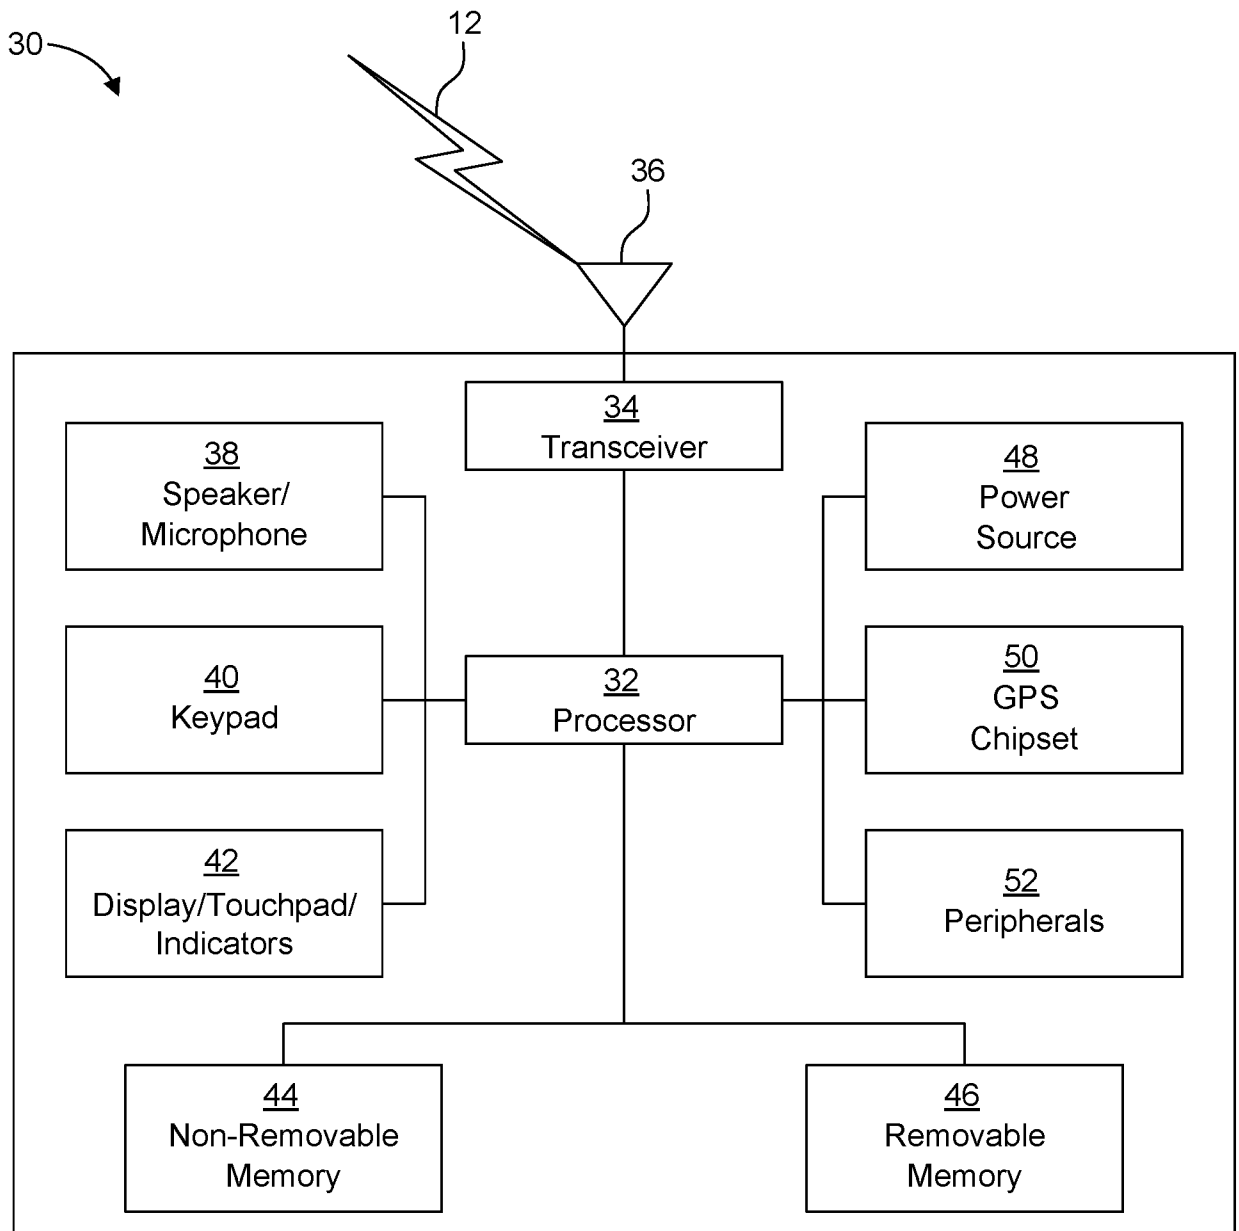 30
12
36
34
Transceiver
38
Speaker/
Microphone
48
Power
Source
40
Keypad
32
Processor
50
GPS
Chipset
42
Display/Touchpad/
Indicators
52
Peripherals
44
Non-Removable
Memory
46
Removable
Memory